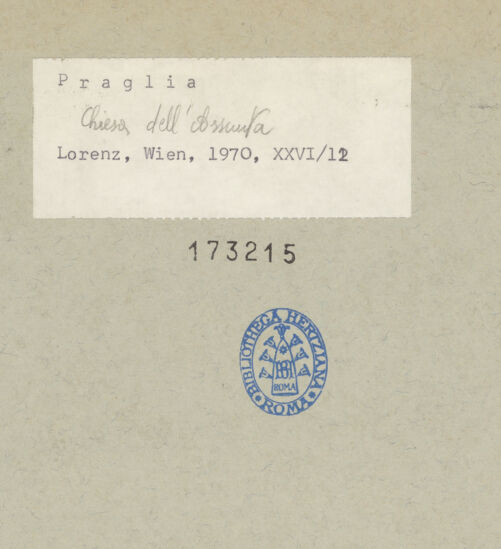 Praglia
Chiesa dell'Assunta
Lorenz, Wien, 1970, XXVI/12
173215
BIBLIOTHECA HERTZIANA
ROMA
ROMA